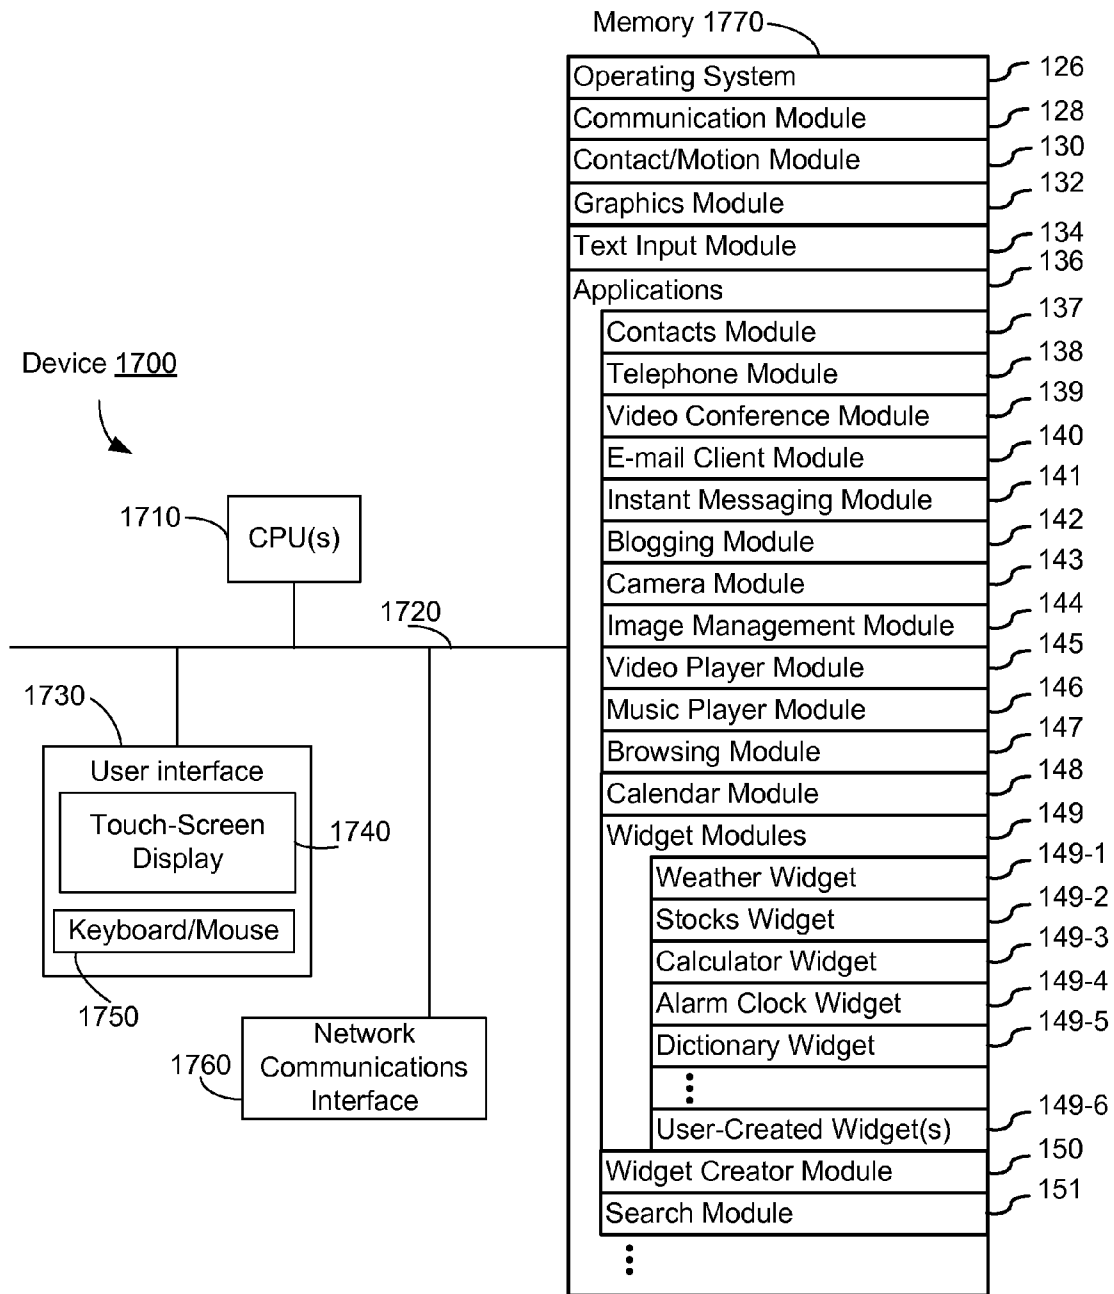 Memory 1770
Operating System 126
Communication Module 128
Contact/Motion Module 130
Graphics Module 132
Text Input Module 134
Applications 136
Contacts Module 137
Telephone Module 138
Video Conference Module 139
E-mail Client Module 140
Instant Messaging Module 141
Blogging Module 142
Camera Module 143
Image Management Module 144
Video Player Module 145
Music Player Module 146
Browsing Module 147
Calendar Module 148
Widget Modules 149
Weather Widget 149-1
Stocks Widget 149-2
Calculator Widget 149-3
Alarm Clock Widget 149-4
Dictionary Widget 149-5
User-Created Widget(s) 149-6
Widget Creator Module 150
Search Module 151
Device 1700
1710
CPU(s)
1720
1730
User interface
Touch-Screen
Display
1740
Keyboard/Mouse
1750
1760
Network
Communications
Interface